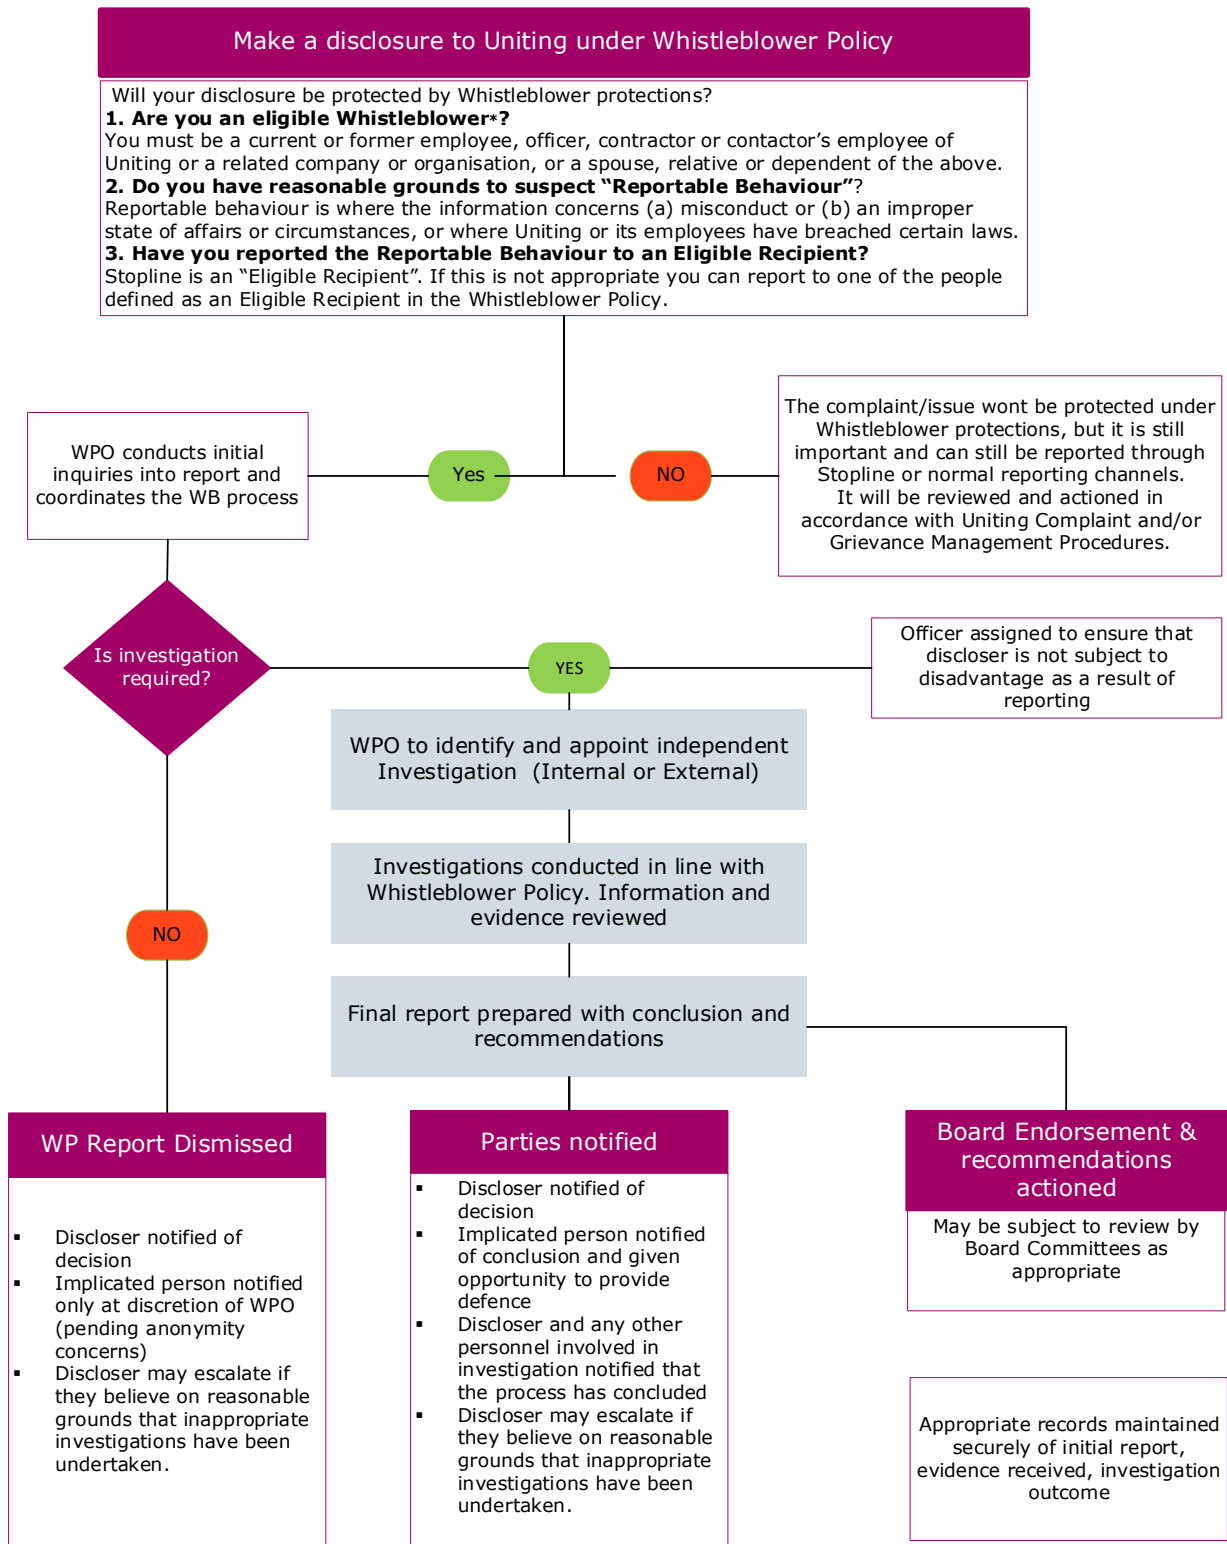 Make a disclosure to Uniting under Whistleblower Policy
Will your disclosure be protected by Whistleblower protections?
1. Are you an eligible Whistleblower*?
You must be a current or former employee, officer, contractor or contactor’s employee of
Uniting or a related company or organisation, or a spouse, relative or dependent of the above.
2. Do you have reasonable grounds to suspect “Reportable Behaviour”?
Reportable behaviour is where the information concerns (a) misconduct or (b) an improper
state of affairs or circumstances, or where Uniting or its employees have breached certain laws.
3. Have you reported the Reportable Behaviour to an Eligible Recipient?
Stopline is an “Eligible Recipient”. If this is not appropriate you can report to one of the people
defined as an Eligible Recipient in the Whistleblower Policy.
WPO conducts initial
inquiries into report and
coordinates the WB process
Yes
NO
The complaint/issue wont be protected under
Whistleblower protections, but it is still
important and can still be reported through
Stopline or normal reporting channels.
It will be reviewed and actioned in
accordance with Uniting Complaint and/or
Grievance Management Procedures.
Is investigation
required?
YES
Officer assigned to ensure that
discloser is not subject to
disadvantage as a result of
reporting
WPO to identify and appoint independent
Investigation (Internal or External)
Investigations conducted in line with
Whistleblower Policy. Information and
evidence reviewed
NO
Final report prepared with conclusion and
recommendations
WP Report Dismissed
▪ Discloser notified of
decision
▪ Implicated person notified
only at discretion of WPO
(pending anonymity
concerns)
▪ Discloser may escalate if
they believe on reasonable
grounds that inappropriate
investigations have been
undertaken.
Parties notified
▪ Discloser notified of
decision
▪ Implicated person notified
of conclusion and given
opportunity to provide
defence
▪ Discloser and any other
personnel involved in
investigation notified that
the process has concluded
▪ Discloser may escalate if
they believe on reasonable
grounds that inappropriate
investigations have been
undertaken.
Board Endorsement &
recommendations
actioned
May be subject to review by
Board Committees as
appropriate
Appropriate records maintained
securely of initial report,
evidence received, investigation
outcome